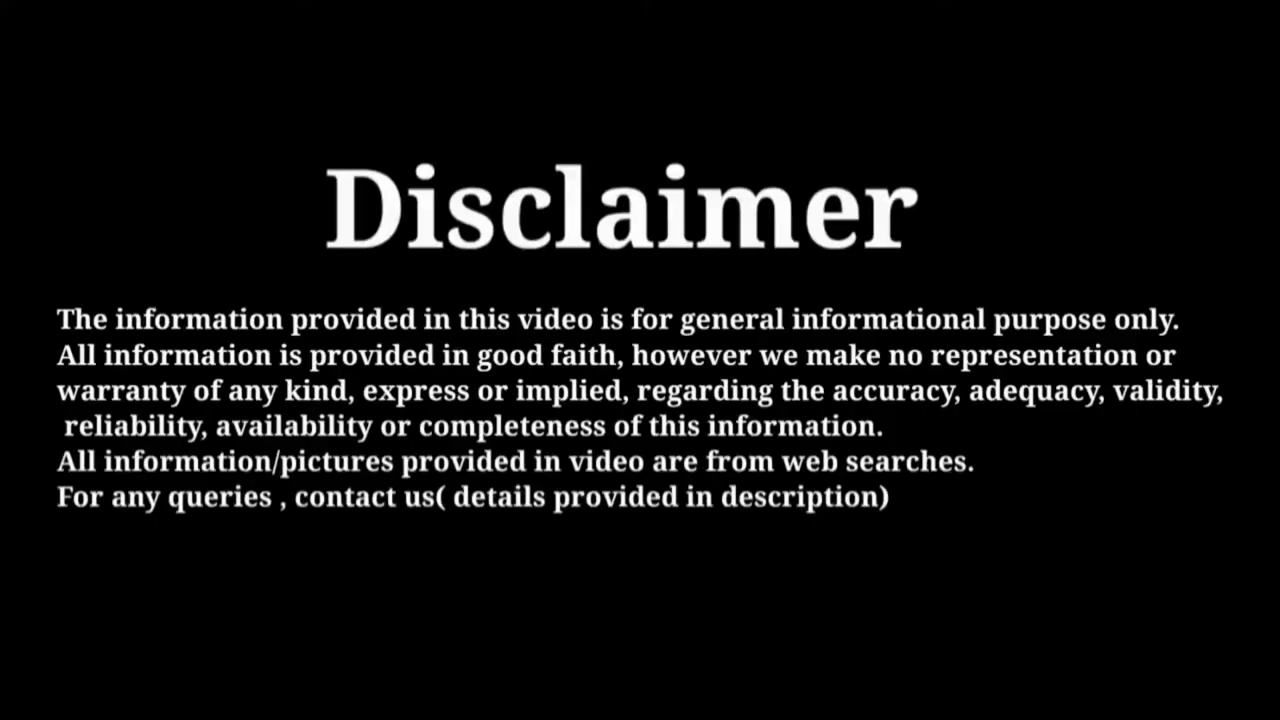 Disclaimer
The information provided in this video is for general informational purpose only.
All information is provided in good faith, however we make no representation or
warranty of any kind, express or implied, regarding the accuracy, adequacy, validity,
reliability, availability or completeness of this information.
All information/pictures provided in video are from web searches.
For any queries , contact us( details provided in description)